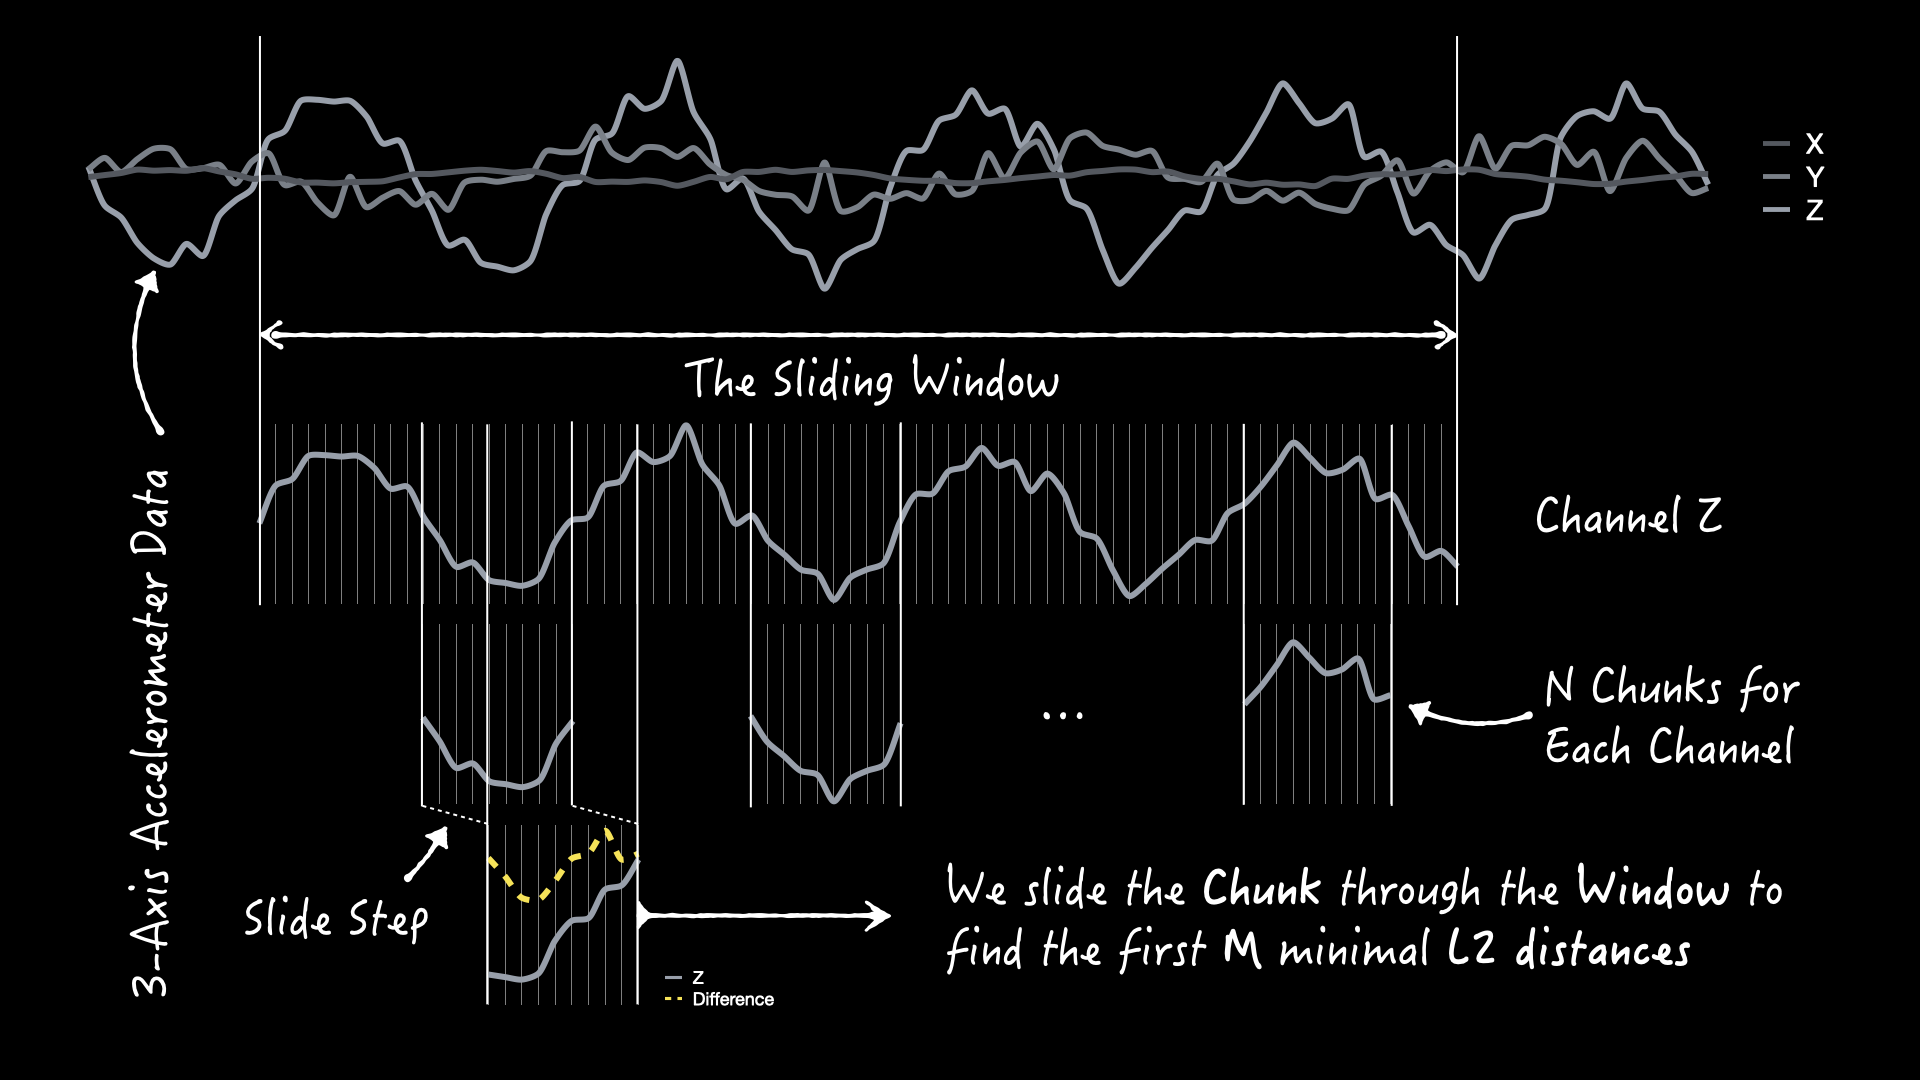 X
Y
Z
The Sliding Window
3-Axis Accelerometer Data
Channel Z
N Chunks for
Each Channel
...
Slide Step
Z
Difference
We slide the Chunk through the Window to
find the first M minimal L2 distances